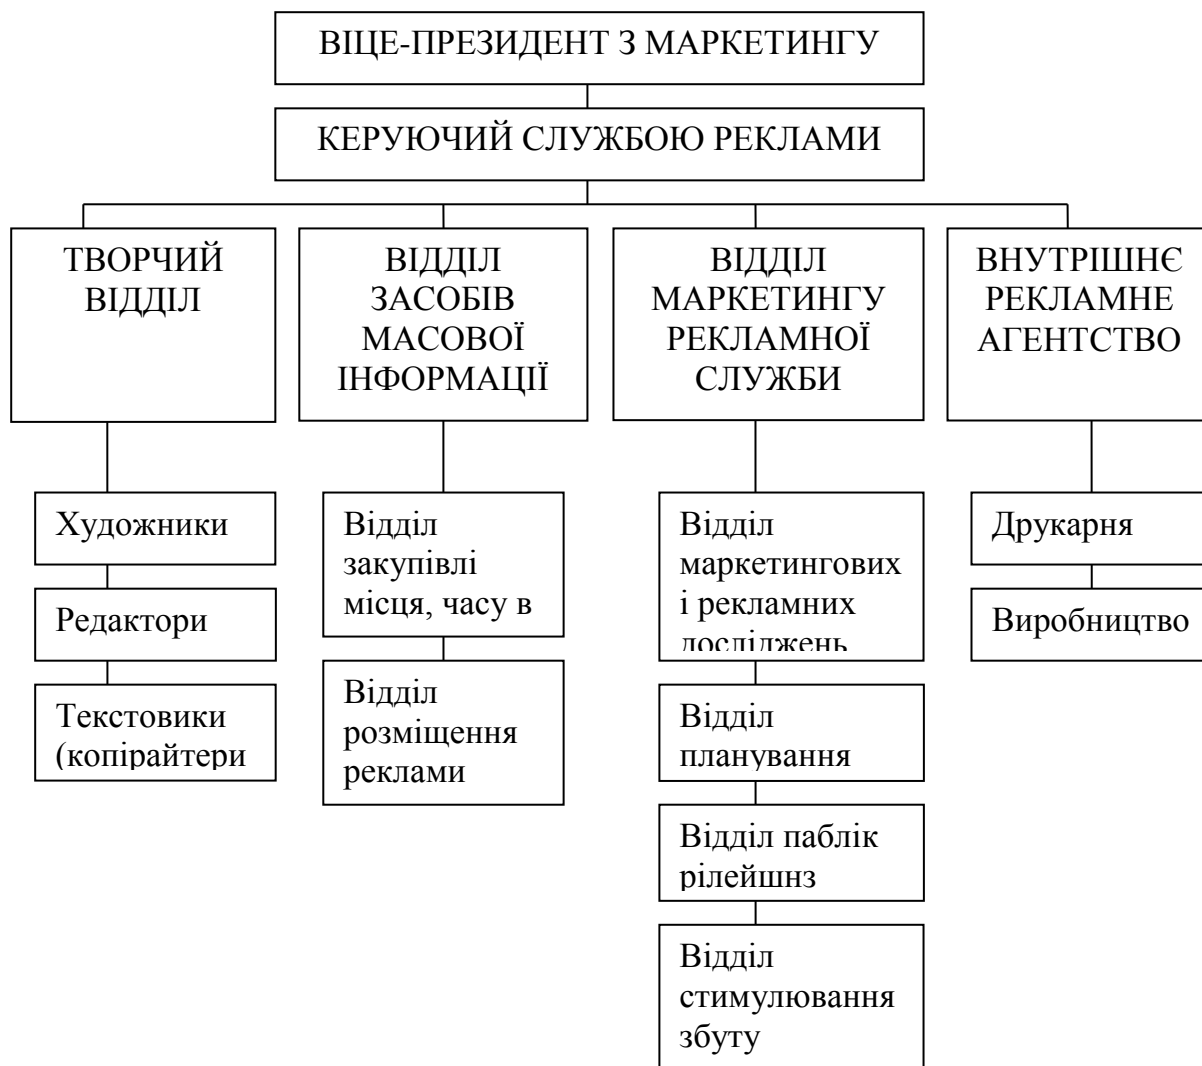 ВІЦЕ-ПРЕЗИДЕНТ З МАРКЕТИНГУ
КЕРУЮЧИЙ СЛУЖБОЮ РЕКЛАМИ
ТВОРЧИЙ
ВІДДІЛ
ВІДДІЛ
ЗАСОБІВ
МАСОВОЇ
ІНФОРМАЦІЇ
ВІДДІЛ
МАРКЕТИНГУ
РЕКЛАМНОЇ
СЛУЖБИ
ВНУТРІШНЄ
РЕКЛАМНЕ
АГЕНТСТВО
Художники
Редактори
Текстовики
(копірайтери
Відділ
закупівлі
місця, часу в
Відділ
розміщення
реклами
Відділ
маркетингових
і рекламних
досліджень
Відділ
планування
Відділ паблік
рілейшнз
Відділ
стимулювання
збуту
Друкарня
Виробництво